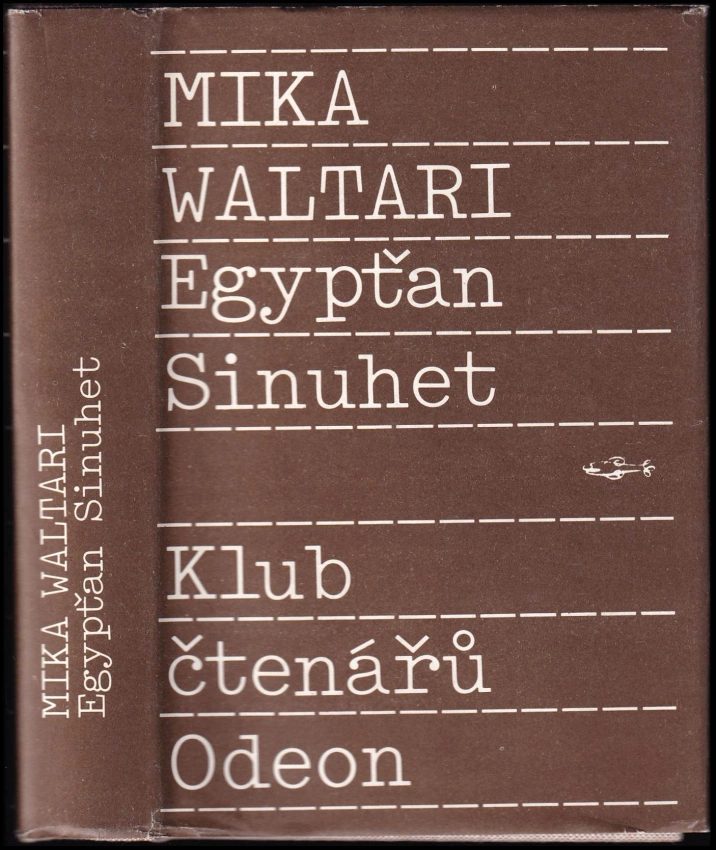 MIKA WALTARI
Egypťan Sinuhet
MIKA
WALTARI
Egypťan
Sinuhet
Klub
čtenářů
Odeon